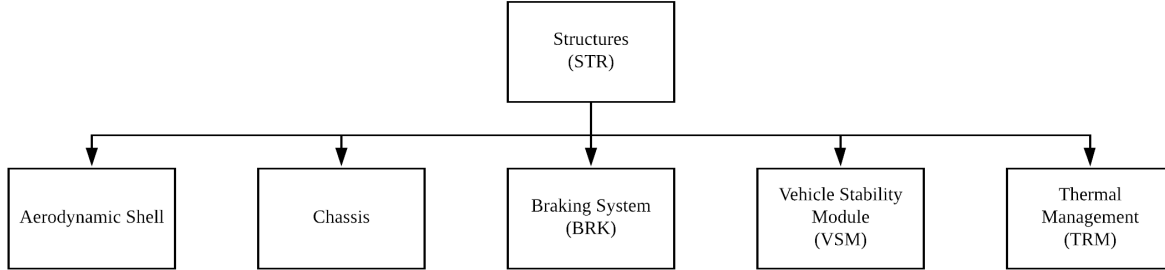 Structures
(STR)
Aerodynamic Shell
Chassis
Braking System
(BRK)
Vehicle Stability
Module
(VSM)
Thermal
Management
(TRM)